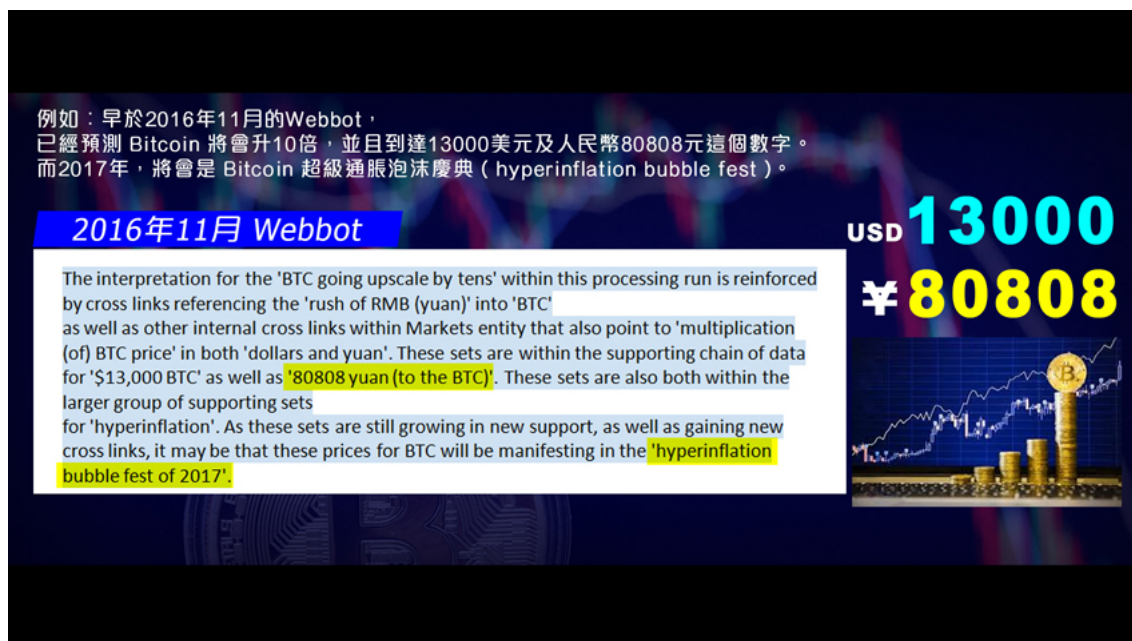 例如：早於2016年11月的Webbot，
已經預測 Bitcoin 將會升10倍，並且到達13000美元及人民幣80808元這個數字。
而2017年，將會是 Bitcoin 超級通脹泡沫慶典 ( hyperinflation bubble fest )。
2016年11月 Webbot
The interpretation for the 'BTC going upscale by tens' within this processing run is reinforced
by cross links referencing the 'rush of RMB (yuan)' into 'BTC'
as well as other internal cross links within Markets entity that also point to 'multiplication
(of) BTC price' in both 'dollars and yuan'. These sets are within the supporting chain of data
for '$13,000 BTC' as well as '80808 yuan (to the BTC)'. These sets are also both within the
larger group of supporting sets
for 'hyperinflation'. As these sets are still growing in new support, as well as gaining new
cross links, it may be that these prices for BTC will be manifesting in the 'hyperinflation
bubble fest of 2017'.
USD 13000
¥80808